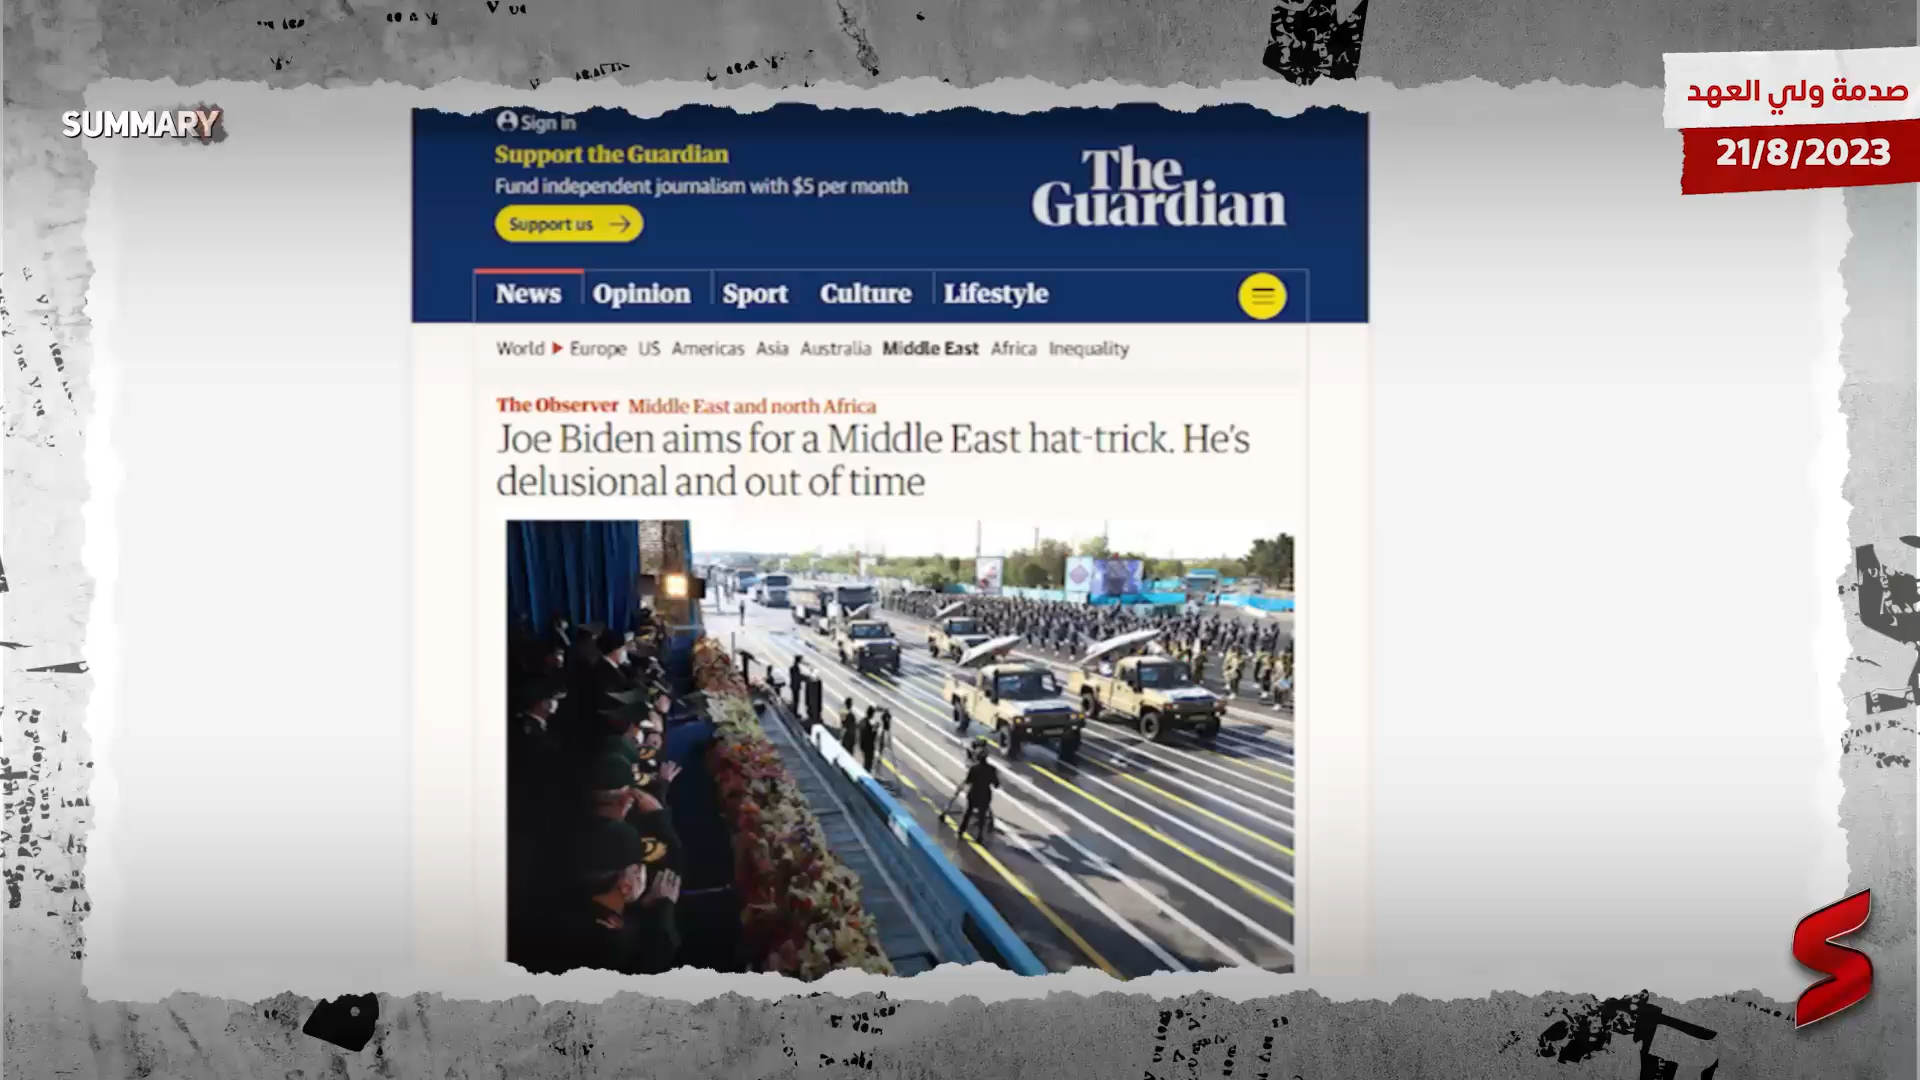 SUMMARY
صدمة ولي العهد
21/8/2023
Sign in
Support the Guardian
Fund independent journalism with $5 per month
Support us
The
Guardian
News Opinion Sport Culture Lifestyle
World Europe US Americas Asia Australia Middle East Africa Inequality
The Observer Middle East and north Africa
Joe Biden aims for a Middle East hat-trick. He's
delusional and out of time